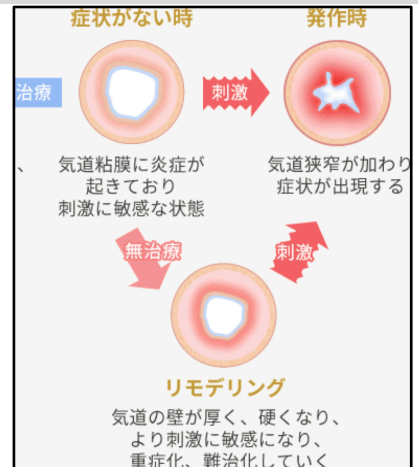 症状がない時
発作時
治療
刺激
、
気道粘膜に炎症が
起きており
刺激に敏感な状態
気道狭窄が加わり
症状が出現する
無治療
刺激
リモデリング
気道の壁が厚く、硬くなり、
より刺激に敏感になり、
重症化、難治化していく